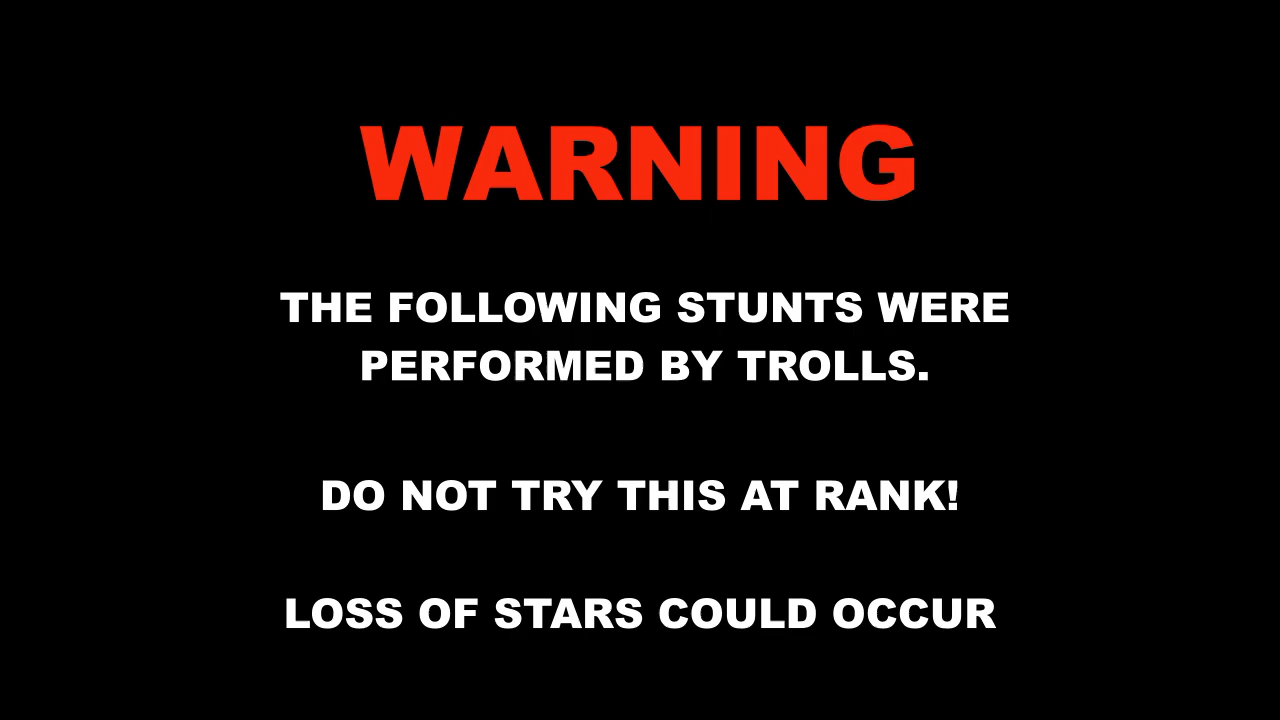 WARNING
THE FOLLOWING STUNTS WERE
PERFORMED BY TROLLS.
DO NOT TRY THIS AT RANK!
LOSS OF STARS COULD OCCUR